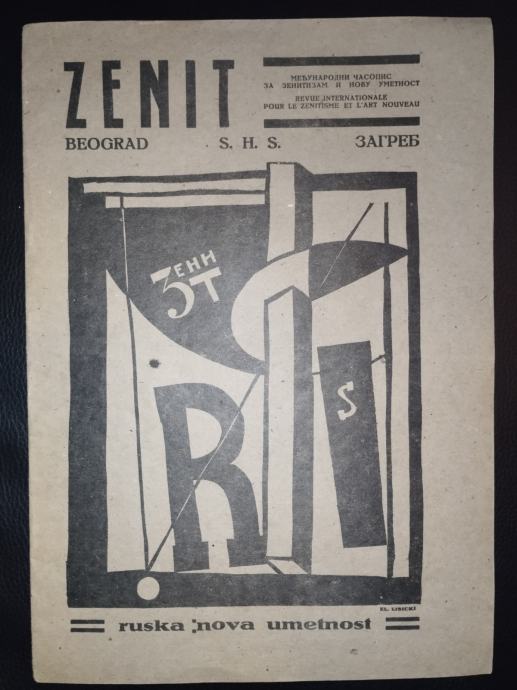 ZENIT
МЕЂУНАРОДНИ ЧАСОПИС
ЗА ЗЕНИТИЗАМ И НОВУ УМЕТНОСТ
REVUE INTERNATIONALE
POUR LE ZENITISME ET L'ART NOUVEAU
BEOGRAD S. H. S. ЗАГРЕБ
ЗЕНИТ
R S
EL LISICKI
ruska nova umetnost